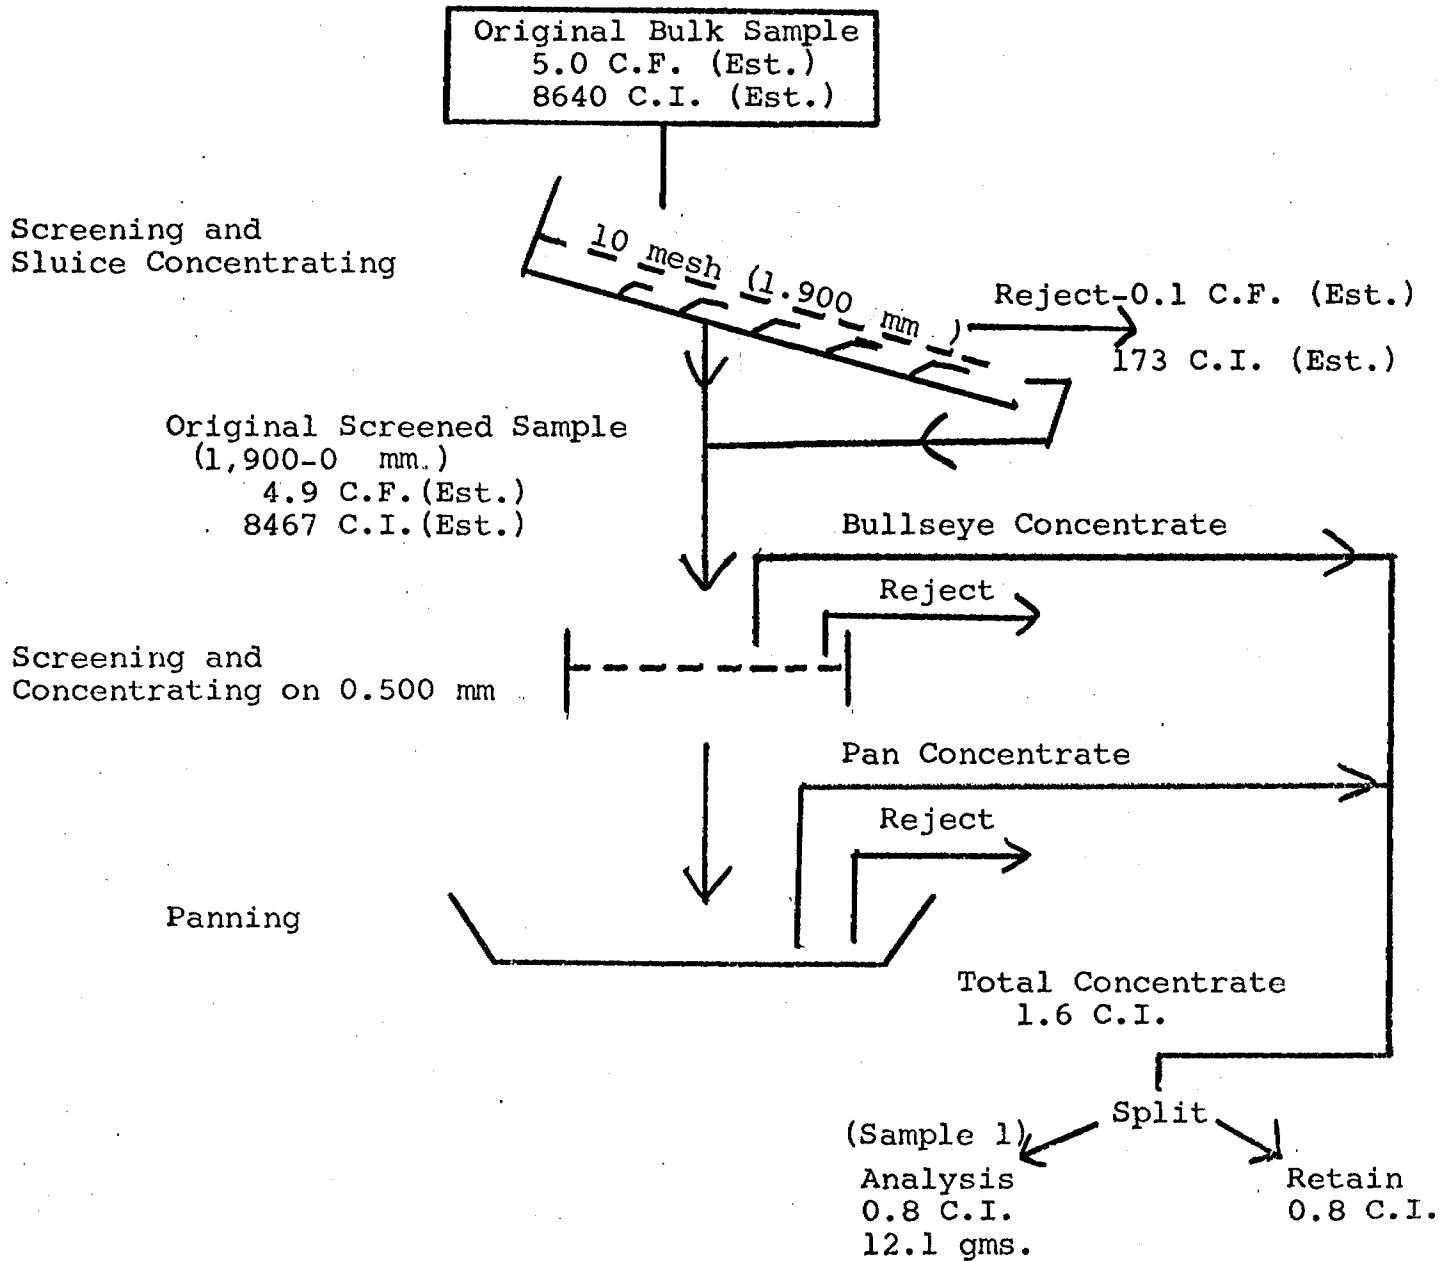 Original Bulk Sample
5.0 C.F. (Est.)
8640 C.I. (Est.)
Screening and
Sluice Concentrating
10 mesh (1.900 mm.)
Reject-0.1 C.F. (Est.)
173 C.I. (Est.)
Original Screened Sample
(1,900-0 mm.)
4.9 C.F.(Est.)
8467 C.I.(Est.)
Bullseye Concentrate
Reject
Screening and
Concentrating on 0.500 mm
Pan Concentrate
Reject
Panning
Total Concentrate
1.6 C.I.
Split
(Sample 1)
Analysis
0.8 C.I.
12.1 gms.
Retain
0.8 C.I.